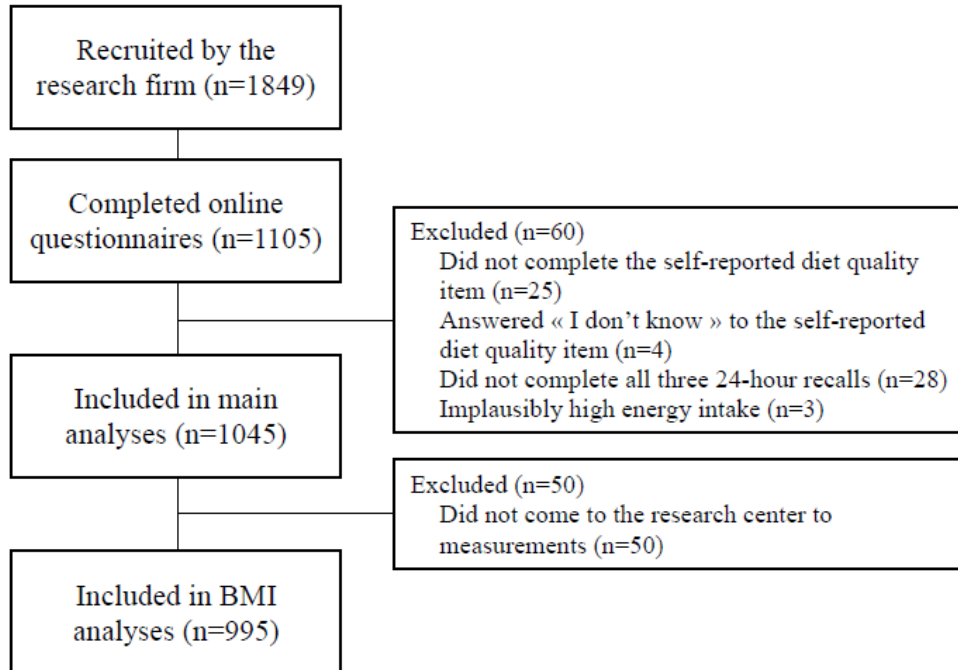 Recruited by the
research firm (n=1849)
Completed online
questionnaires (n=1105)
Excluded (n=60)
Did not complete the self-reported diet quality
item (n=25)
Answered « I don’t know » to the self-reported
diet quality item (n=4)
Did not complete all three 24-hour recalls (n=28)
Implausibly high energy intake (n=3)
Included in main
analyses (n=1045)
Excluded (n=50)
Did not come to the research center to
measurements (n=50)
Included in BMI
analyses (n=995)